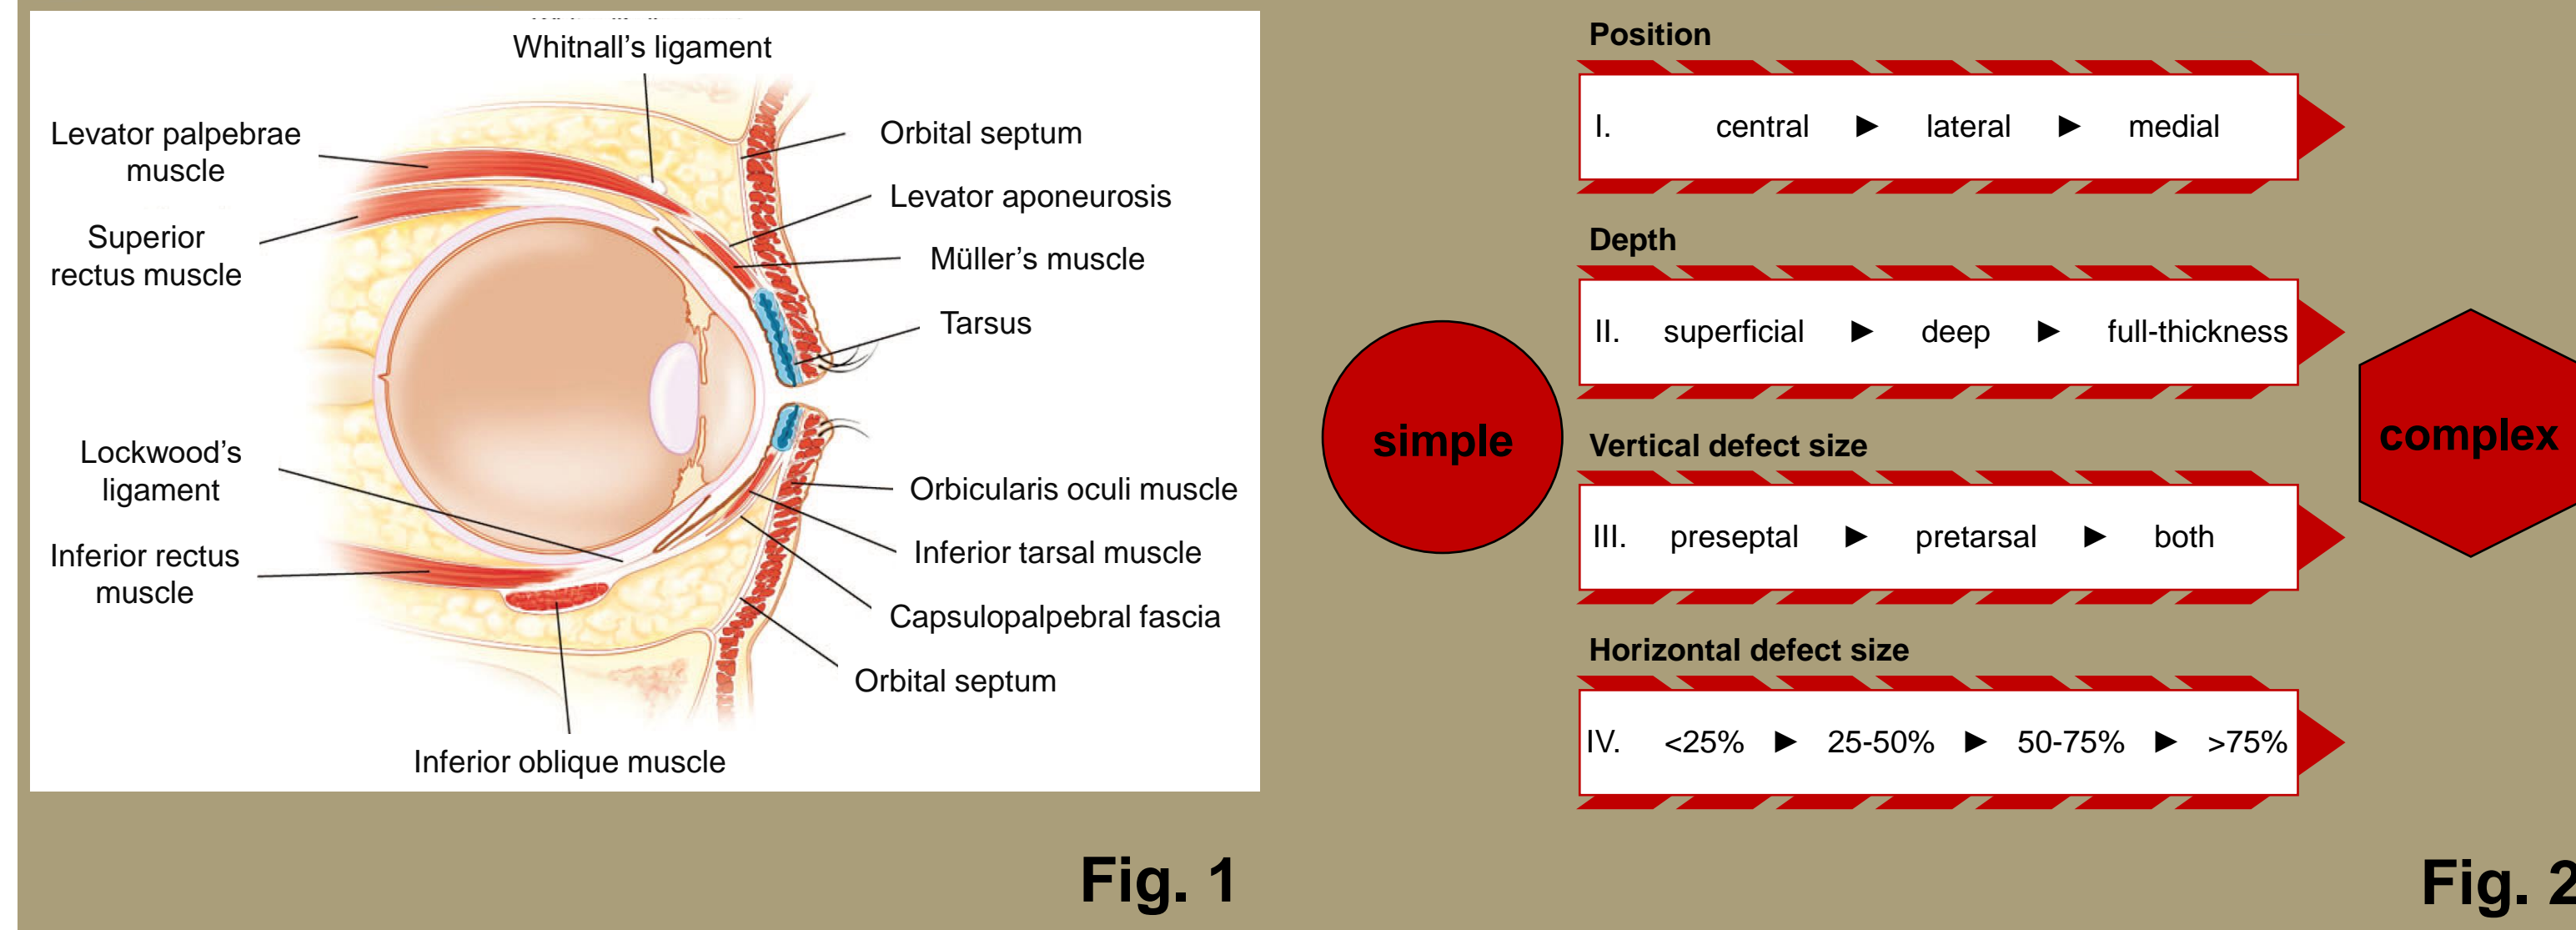 Whitnall’s ligament
Levator palpebrae
muscle
Superior
rectus muscle
Lockwood’s
ligament
Inferior rectus
muscle
Inferior oblique muscle
Orbital septum
Levator aponeurosis
Müller’s muscle
Tarsus
Orbicularis oculi muscle
Inferior tarsal muscle
Capsulopalpebral fascia
Orbital septum
Fig. 1
simple
Position
I. central ► lateral ► medial
Depth
II. superficial ► deep ► full-thickness
Vertical defect size
III. preseptal ► pretarsal ► both
Horizontal defect size
IV. <25% ► 25-50% ► 50-75% ► >75%
complex
Fig. 2